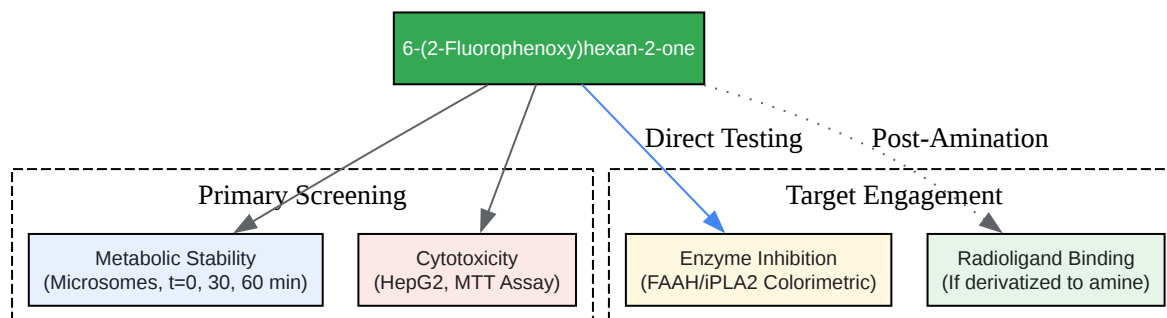 6-(2-Fluorophenoxy)hexan-2-one
Direct Testing
Post-Amination
Primary Screening
Target Engagement
Metabolic Stability
(Microsomes, t=0, 30, 60 min)
Cytotoxicity
(HepG2, MTT Assay)
Enzyme Inhibition
(FAAH/iPLA2 Colorimetric)
Radioligand Binding
(If derivatized to amine)